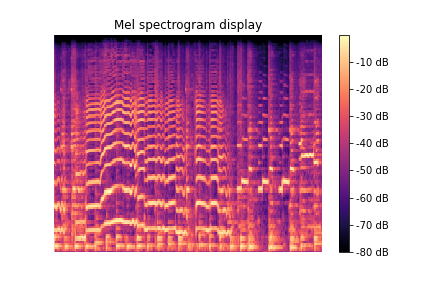 Mel spectrogram display
-10 dB
-20 dB
-30 dB
-40 dB
-50 dB
-60 dB
-70 dB
-80 dB